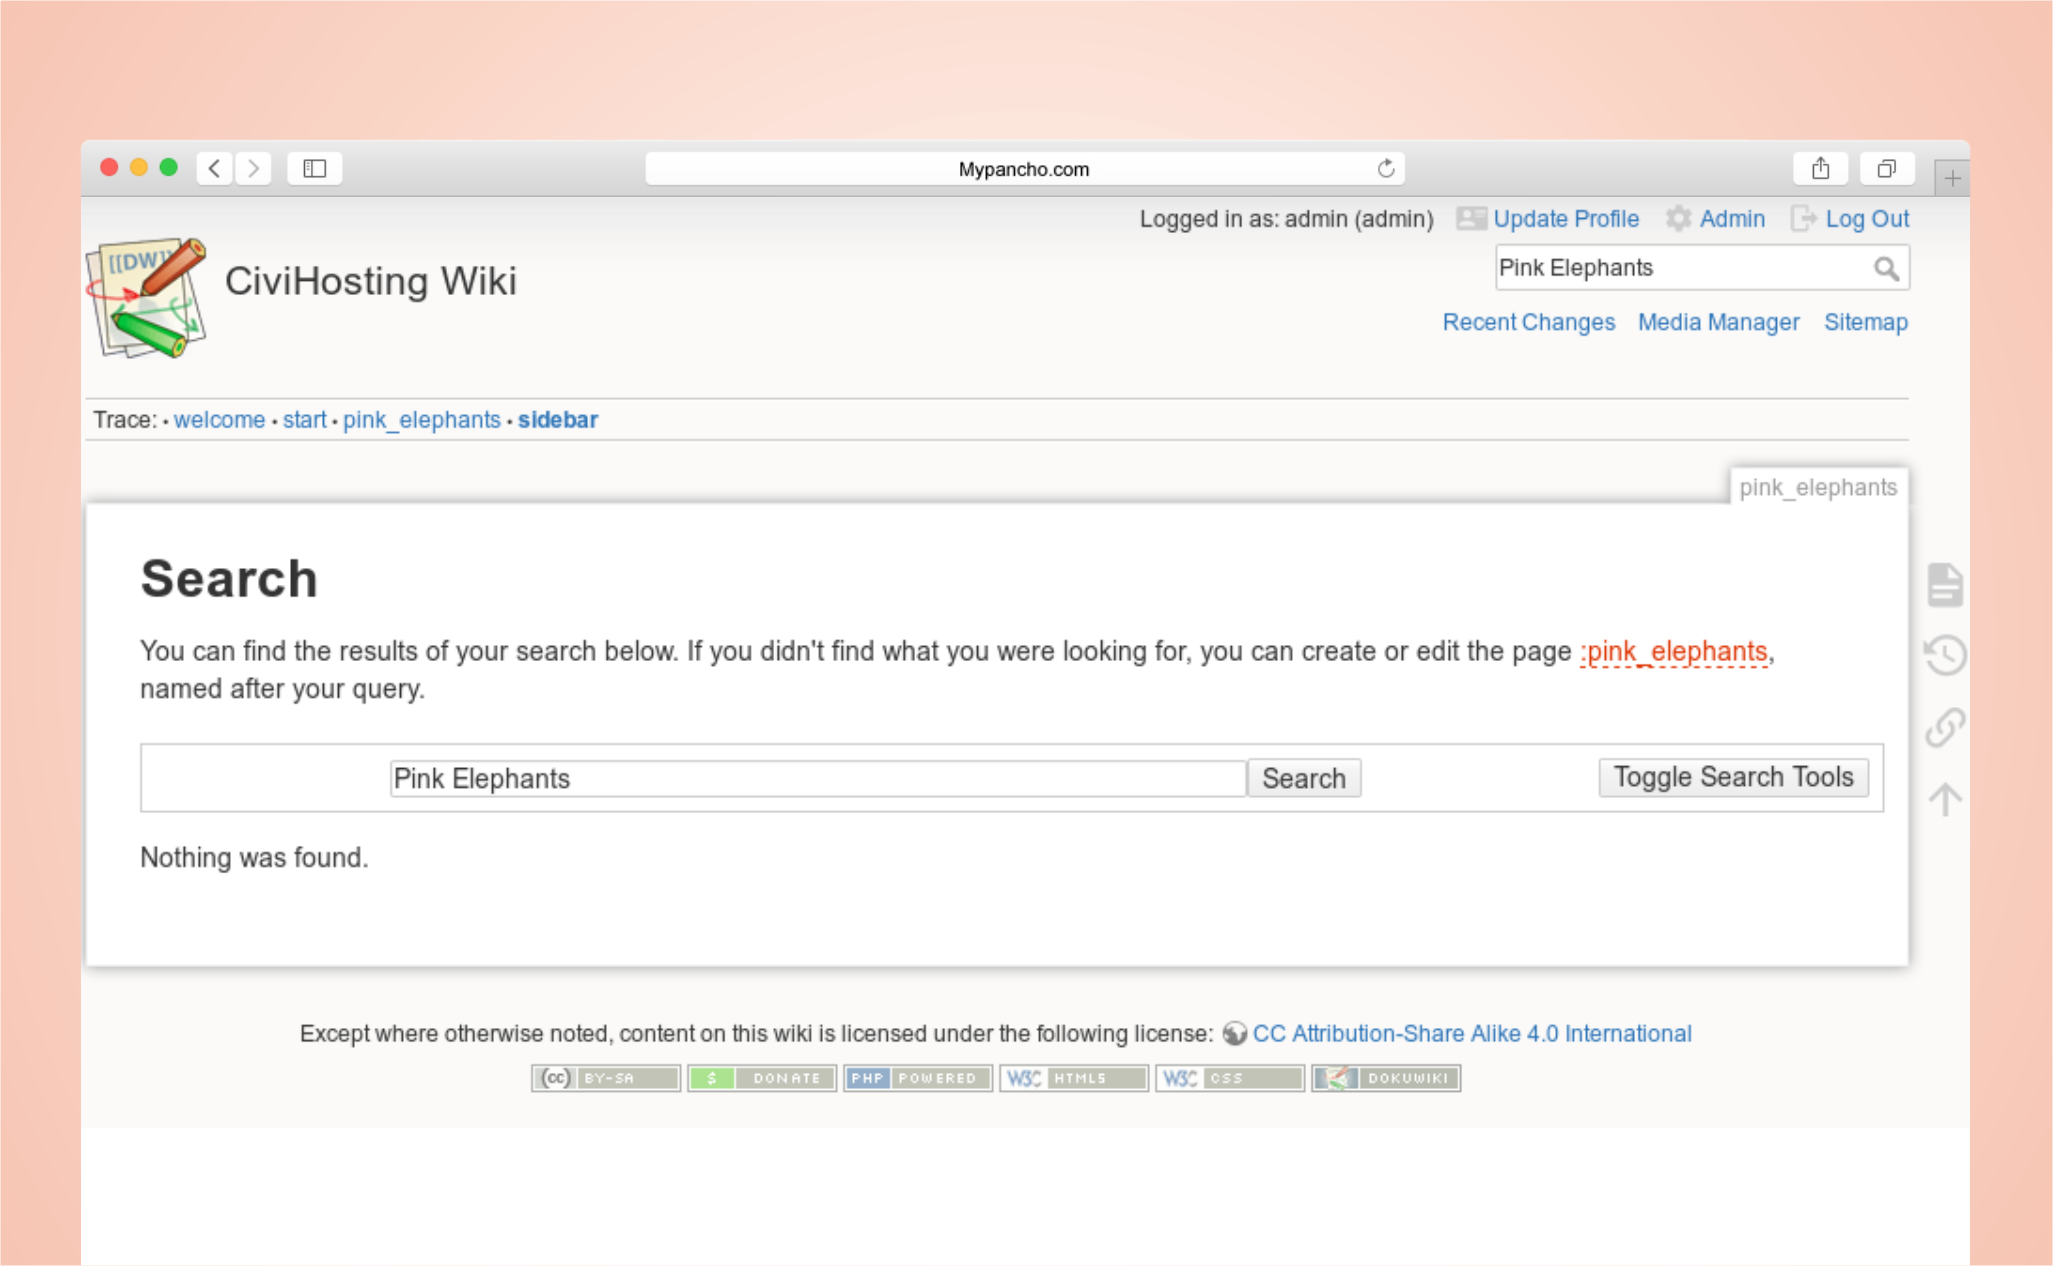 Mypancho.com
Logged in as: admin (admin) Update Profile Admin Log Out
[[DW]]
CiviHosting Wiki
Pink Elephants
Recent Changes Media Manager Sitemap
Trace: • welcome • start • pink_elephants • sidebar
pink_elephants
Search
You can find the results of your search below. If you didn't find what you were looking for, you can create or edit the page :pink_elephants,
named after your query.
Pink Elephants Search Toggle Search Tools
Nothing was found.
Except where otherwise noted, content on this wiki is licensed under the following license: CC Attribution-Share Alike 4.0 International
(cc) BY-SA $ DONATE PHP POWERED W3C HTML5 W3C CSS DOKUWIKI